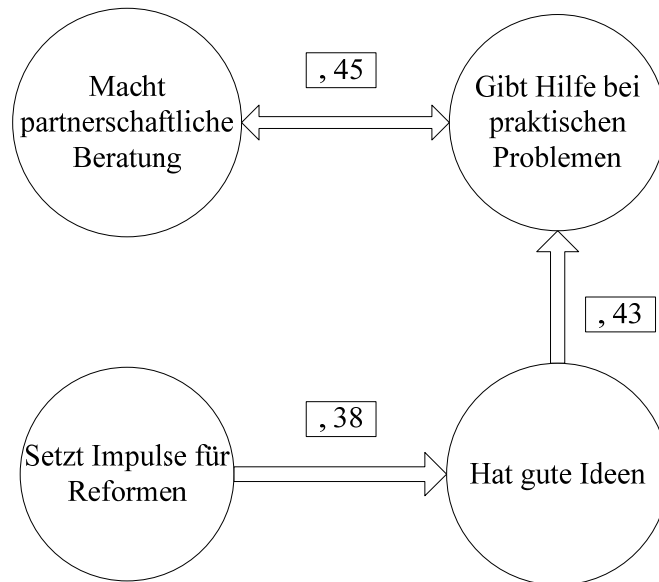 Macht
partnerschaftliche
Beratung
, 45
Gibt Hilfe bei
praktischen
Problemen
, 43
Setzt Impulse für
Reformen
, 38
Hat gute Ideen